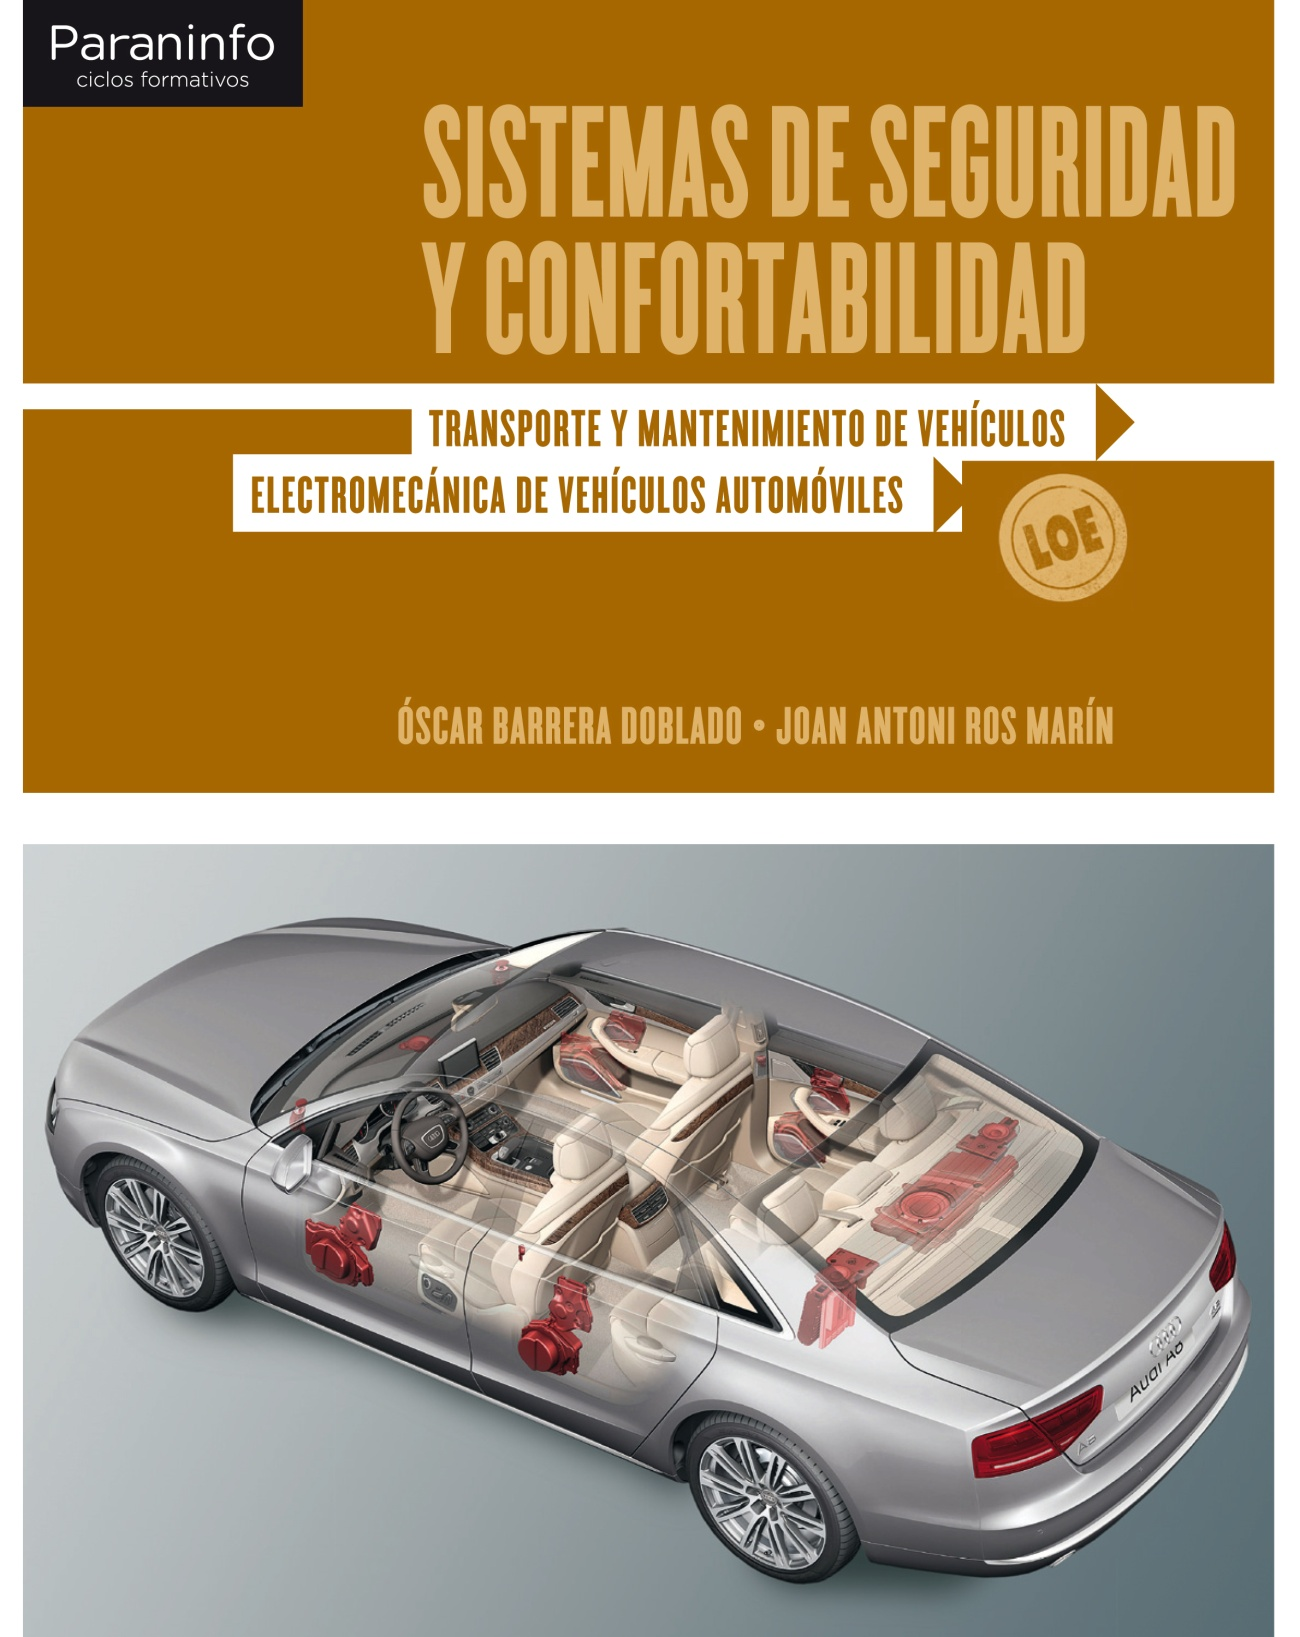 Paraninfo
ciclos formativos
SISTEMAS DE SEGURIDAD
Y CONFORTABILIDAD
TRANSPORTE Y MANTENIMIENTO DE VEHÍCULOS
ELECTROMECÁNICA DE VEHÍCULOS AUTOMÓVILES
LOE
ÓSCAR BARRERA DOBLADO • JOAN ANTONI ROS MARÍN
AUDI A8